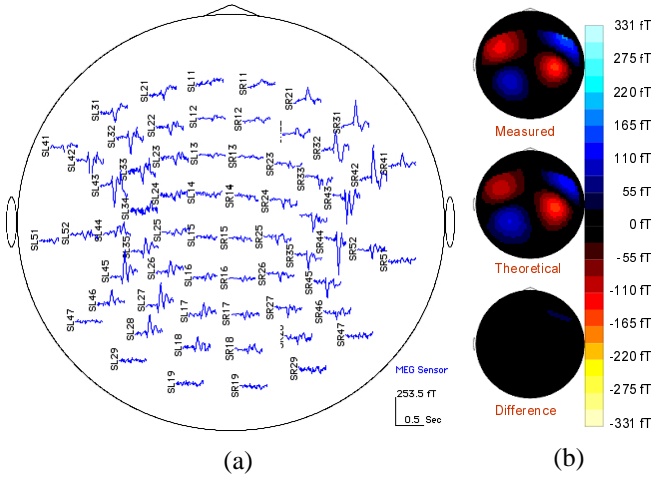 SL11
SR11
SL21
SR21
SL31
SL12
SR12
SR31
SL22
SL32
SL41
SL42
SL23
SL13
SR13
SR23
SR32
SR42
SR41
SL33
SL43
SR33
SR43
SL24
SL14
SR14
SR24
SL34
SL51
SL52
SL44
SL35
SL25
SL15
SR15
SR25
SR35
SR44
SR52
SL45
SL26
SL16
SR16
SR26
SR45
SL46
SL27
SL17
SR17
SR27
SR46
SL47
SL28
SL18
SR18
SR47
SL29
SL19
SR19
SR29
MEG Sensor
253.5 fT
0.5 Sec
(a)
Measured
Theoretical
Difference
331 fT
275 fT
220 fT
165 fT
110 fT
55 fT
0 fT
-55 fT
-110 fT
-165 fT
-220 fT
-275 fT
-331 fT
(b)